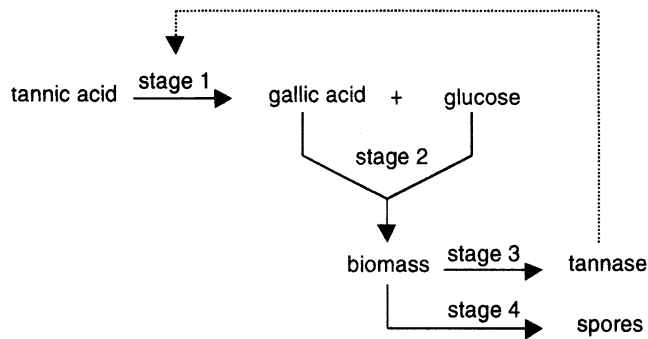 stage 1
tannic acid gallic acid + glucose
stage 2
biomass stage 3 tannase
stage 4 spores